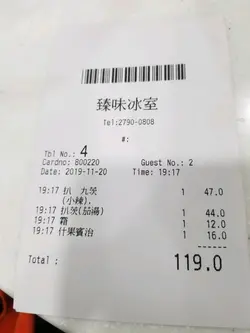 臻味冰室
Tel:2790-0808
#:
Tbl No.: 4
Cardno: 800220 Guest No.: 2
Date: 2019-11-20 Time: 19:17
19:17 扒 九茨 1 47.0
(小辣),
19:17 扒茨(茄湯) 1 44.0
19:17 霜 1 12.0
19:17 什果賓治 1 16.0
Total : 119.0